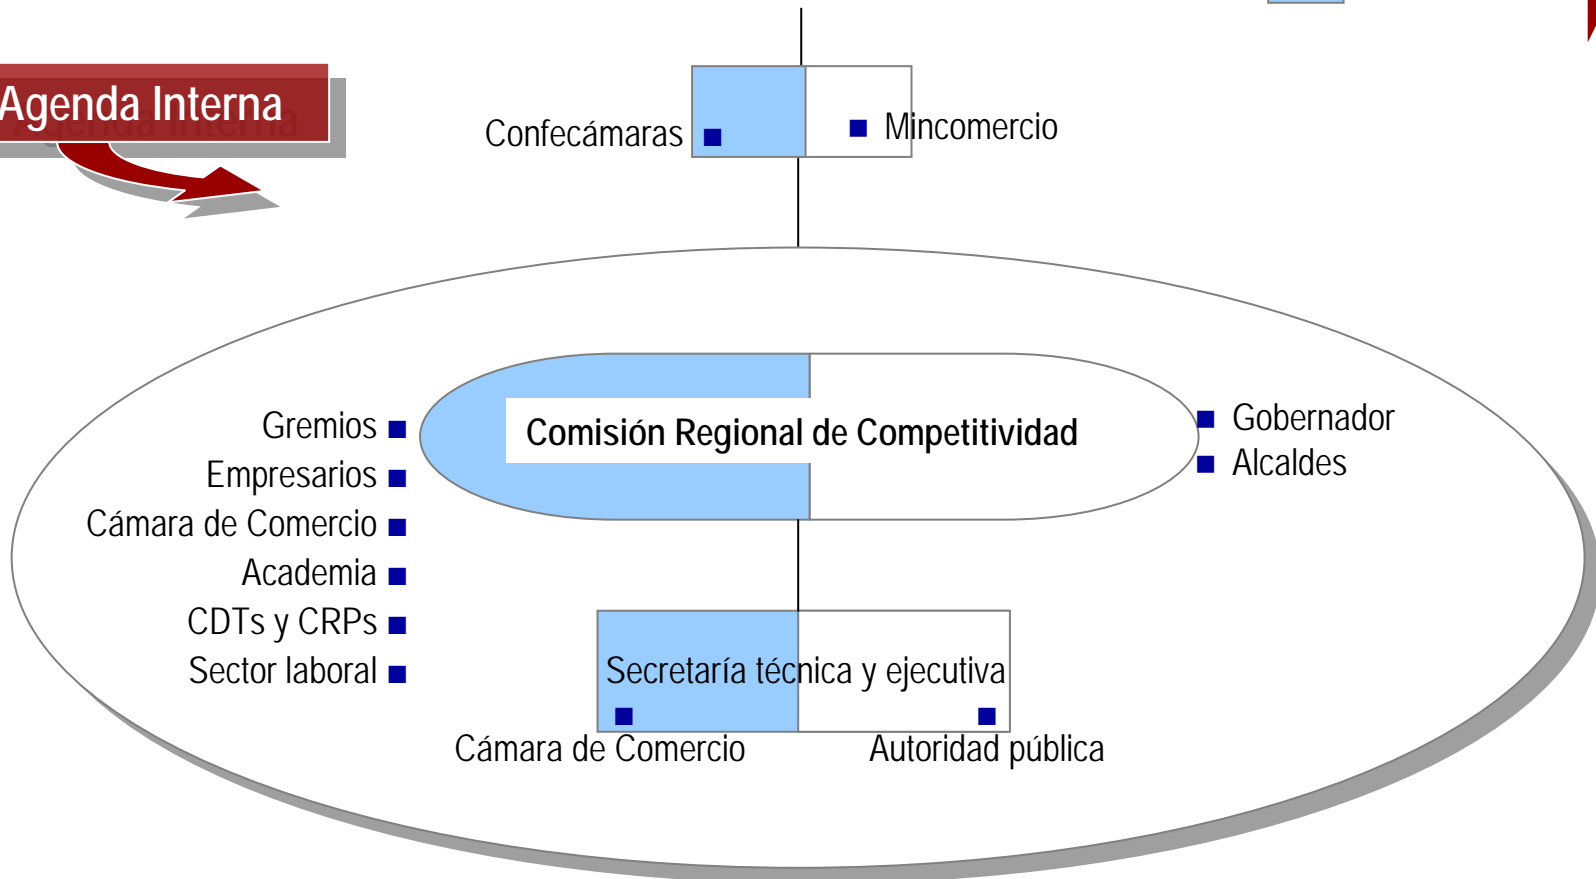 Agenda Interna
Confecámaras
Mincomercio
Comisión Regional de Competitividad
Gremios
Empresarios
Cámara de Comercio
Academia
CDTs y CRPs
Sector laboral
Gobernador
Alcaldes
Secretaría técnica y ejecutiva
Cámara de Comercio
Autoridad pública